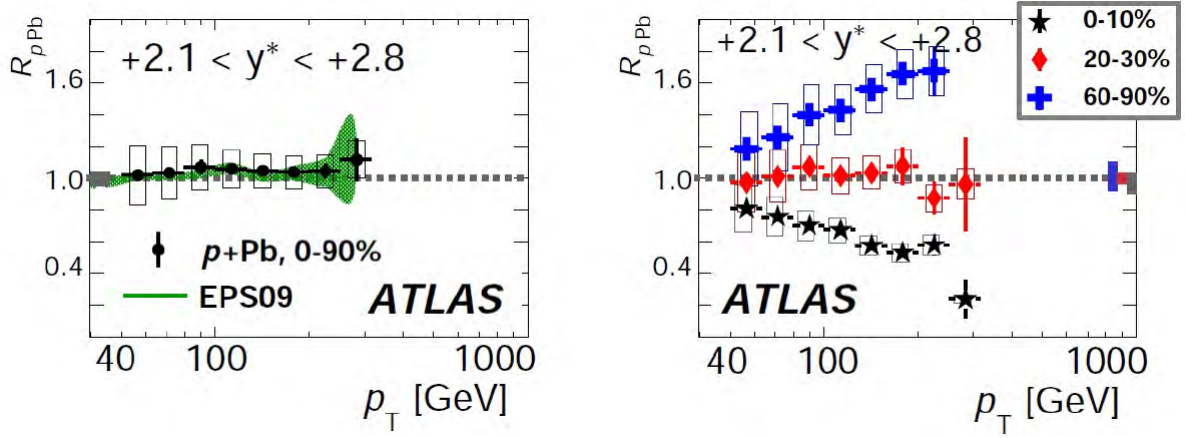 R_pPb
+2.1 < y* < +2.8
1.6
1.0
0.4
p+Pb, 0-90%
EPS09
ATLAS
40 100 1000
p_T [GeV]
R_pPb
+2.1 < y* < +2.8
0-10%
20-30%
60-90%
1.6
1.0
0.4
ATLAS
40 100 1000
p_T [GeV]